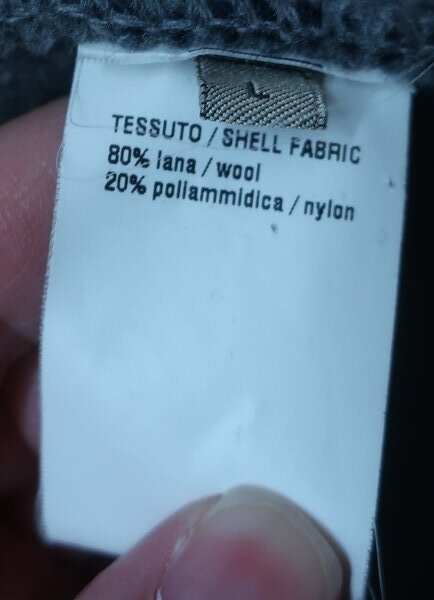 L
TESSUTO / SHELL FABRIC
80% lana / wool
20% poliammidica / nylon